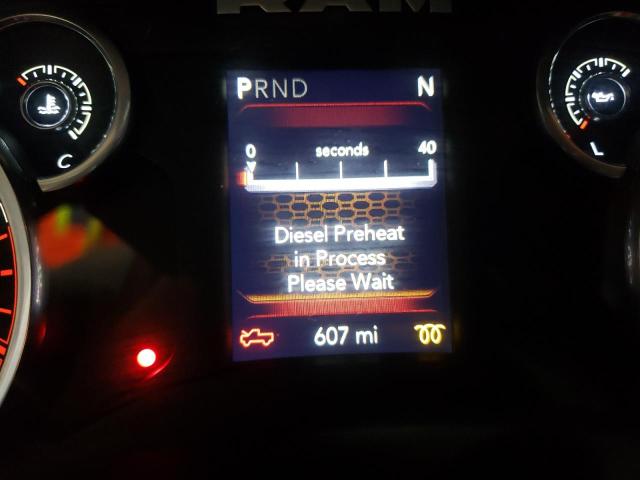 RAM
PRND N
0 seconds 40
Diesel Preheat
in Process
Please Wait
607 mi
C
L